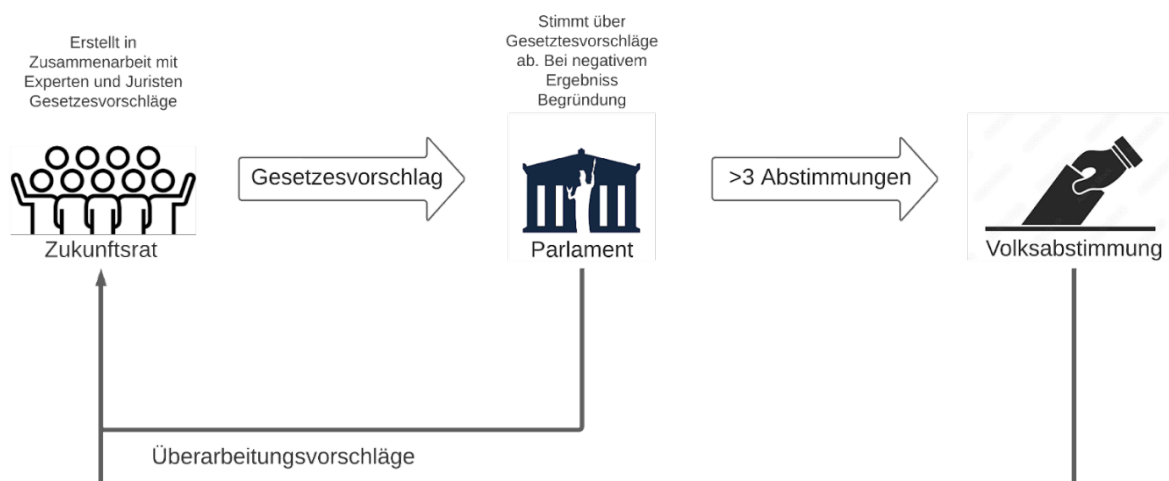 Erstellt in
Zusammenarbeit mit
Experten und Juristen
Gesetzesvorschläge
Zukunftsrat
Gesetzesvorschlag
Stimmt über
Gesetztesvorschläge
ab. Bei negativem
Ergebniss
Begründung
Parlament
>3 Abstimmungen
Volksabstimmung
Überarbeitungsvorschläge